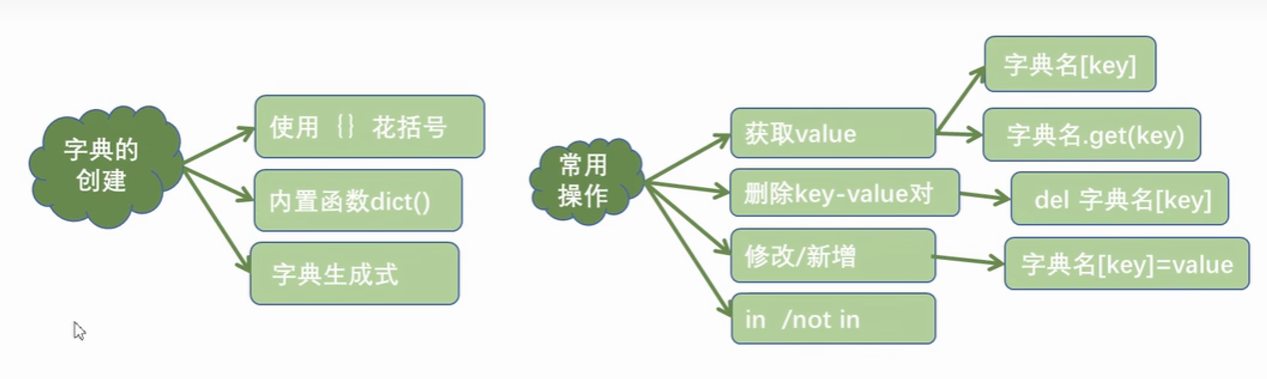 字典的
创建
使用 {} 花括号
内置函数dict()
字典生成式
常用
操作
获取value
字典名[key]
字典名.get(key)
删除key-value对
del 字典名[key]
修改/新增
字典名[key]=value
in /not in